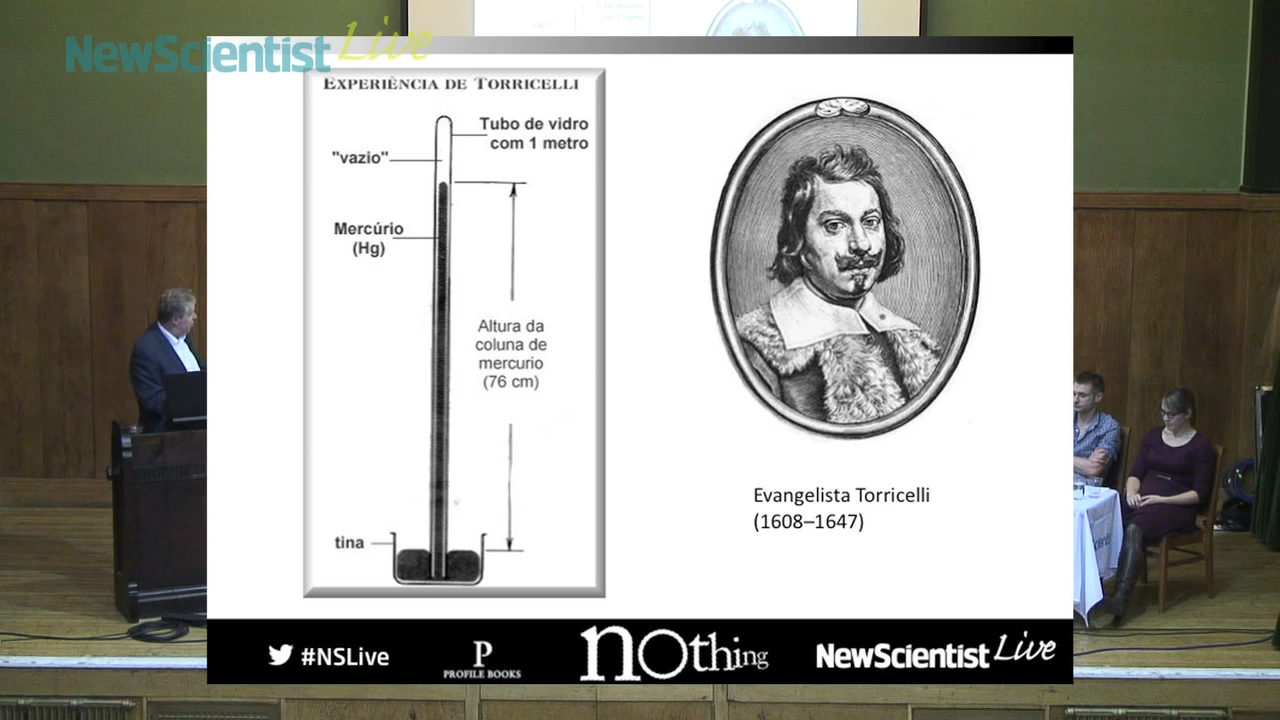 NewScientist Live
EXPERIÊNCIA DE TORRICELLI
Tubo de vidro
com 1 metro
"vazio"
Mercúrio
(Hg)
Altura da
coluna de
mercurio
(76 cm)
tina
Evangelista Torricelli
(1608–1647)
#NSLive
P
PROFILE BOOKS
nothing
NewScientist Live